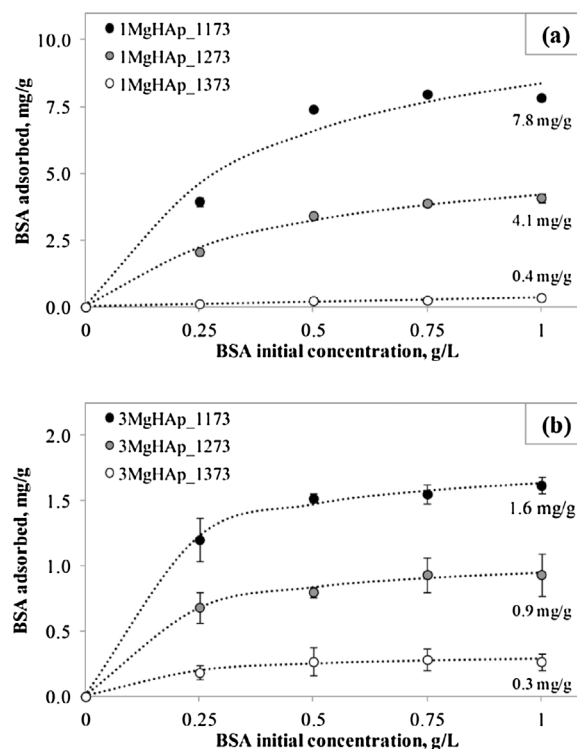 (a)
1MgHAp_1173
1MgHAp_1273
1MgHAp_1373
10.0
7.5
5.0
2.5
0.0
BSA adsorbed, mg/g
7.8 mg/g
4.1 mg/g
0.4 mg/g
0 0.25 0.5 0.75 1
BSA initial concentration, g/L
(b)
3MgHAp_1173
3MgHAp_1273
3MgHAp_1373
2.0
1.5
1.0
0.5
0.0
BSA adsorbed, mg/g
1.6 mg/g
0.9 mg/g
0.3 mg/g
0 0.25 0.5 0.75 1
BSA initial concentration, g/L